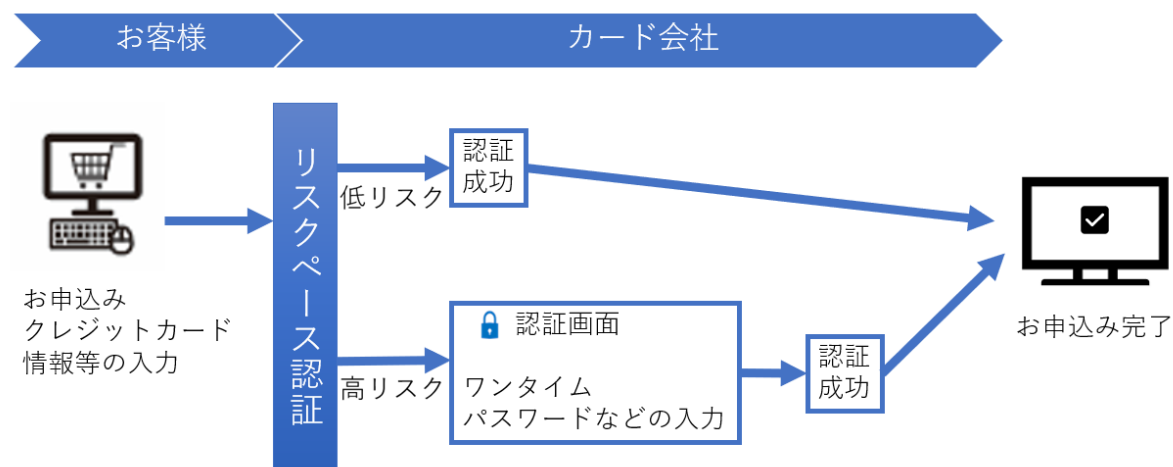 お客様
カード会社
リスクペース認証
低リスク
認証
成功
お申込み
クレジットカード
情報等の入力
高リスク
認証画面
ワンタイム
パスワードなどの入力
認証
成功
お申込み完了